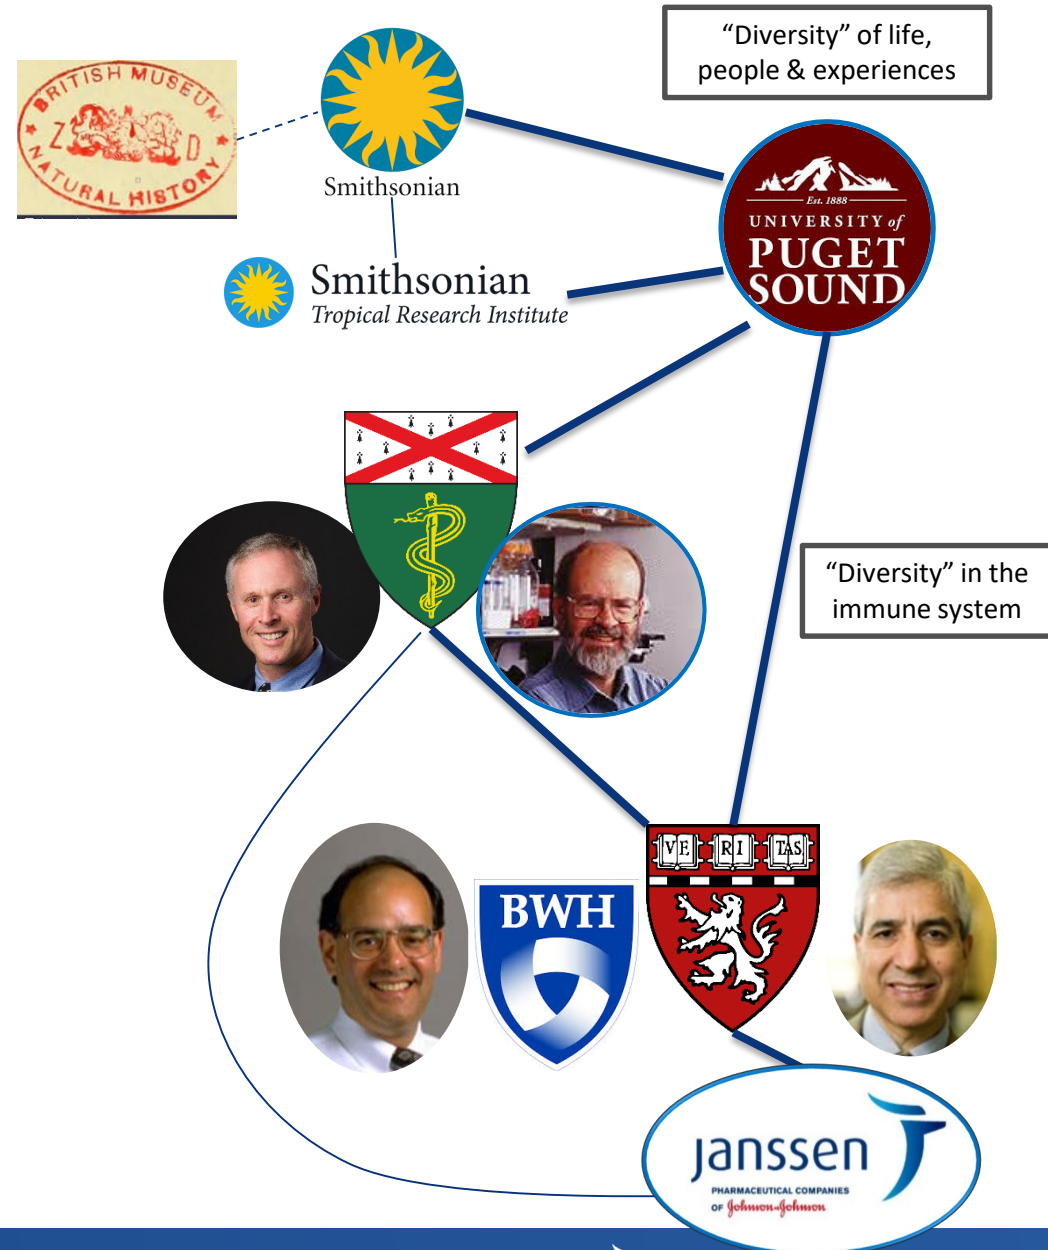 “Diversity” of life,
people & experiences
BRITISH MUSEUM
Z D
NATURAL HISTORY
Smithsonian
Est. 1888
UNIVERSITY of
PUGET
SOUND
Smithsonian
Tropical Research Institute
“Diversity” in the
immune system
VE RI TAS
BWH
janssen
PHARMACEUTICAL COMPANIES
OF Johnson&Johnson